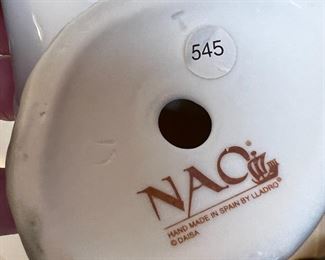 545
NAO®
HAND MADE IN SPAIN BY LLADRO®
© DAISA